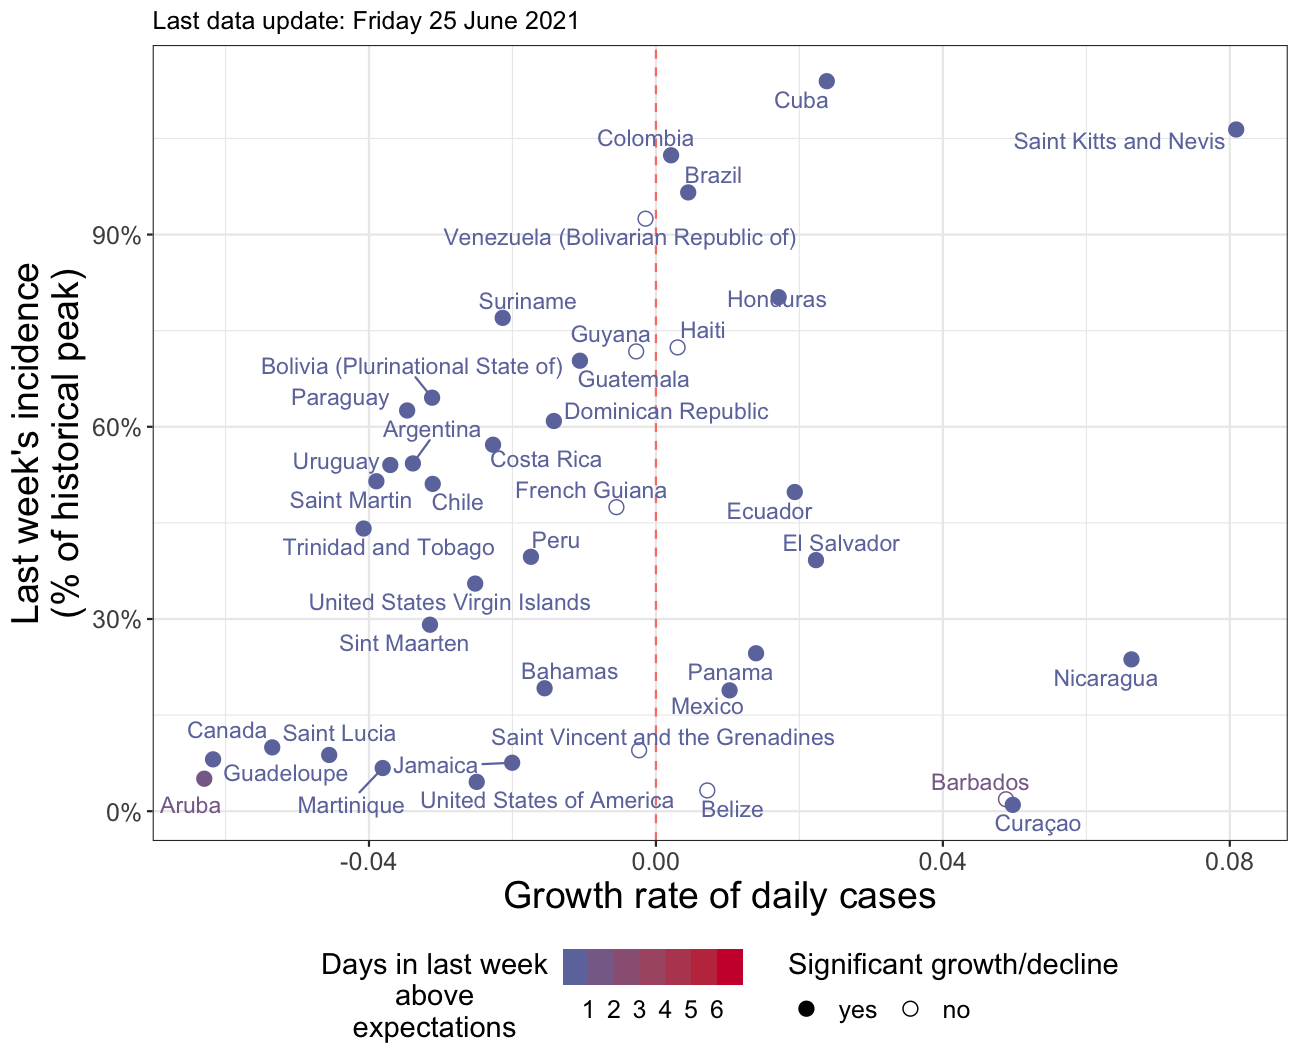 Last data update: Friday 25 June 2021
Cuba
Colombia
Saint Kitts and Nevis
Brazil
90%
Venezuela (Bolivarian Republic of)
Suriname
Honduras
Guyana
Haiti
Bolivia (Plurinational State of)
Guatemala
Paraguay
Dominican Republic
Argentina
60%
Uruguay
Costa Rica
Saint Martin
Chile
French Guiana
Ecuador
Trinidad and Tobago
Peru
El Salvador
United States Virgin Islands
30%
Sint Maarten
Bahamas
Panama
Nicaragua
Mexico
Canada
Saint Lucia
Saint Vincent and the Grenadines
Guadeloupe
Jamaica
Barbados
Aruba
Martinique
United States of America
Belize
0%
Curaçao
Last week's incidence
(% of historical peak)
-0.04
0.00
0.04
0.08
Growth rate of daily cases
Days in last week
above
expectations
1 2 3 4 5 6
Significant growth/decline
yes
no